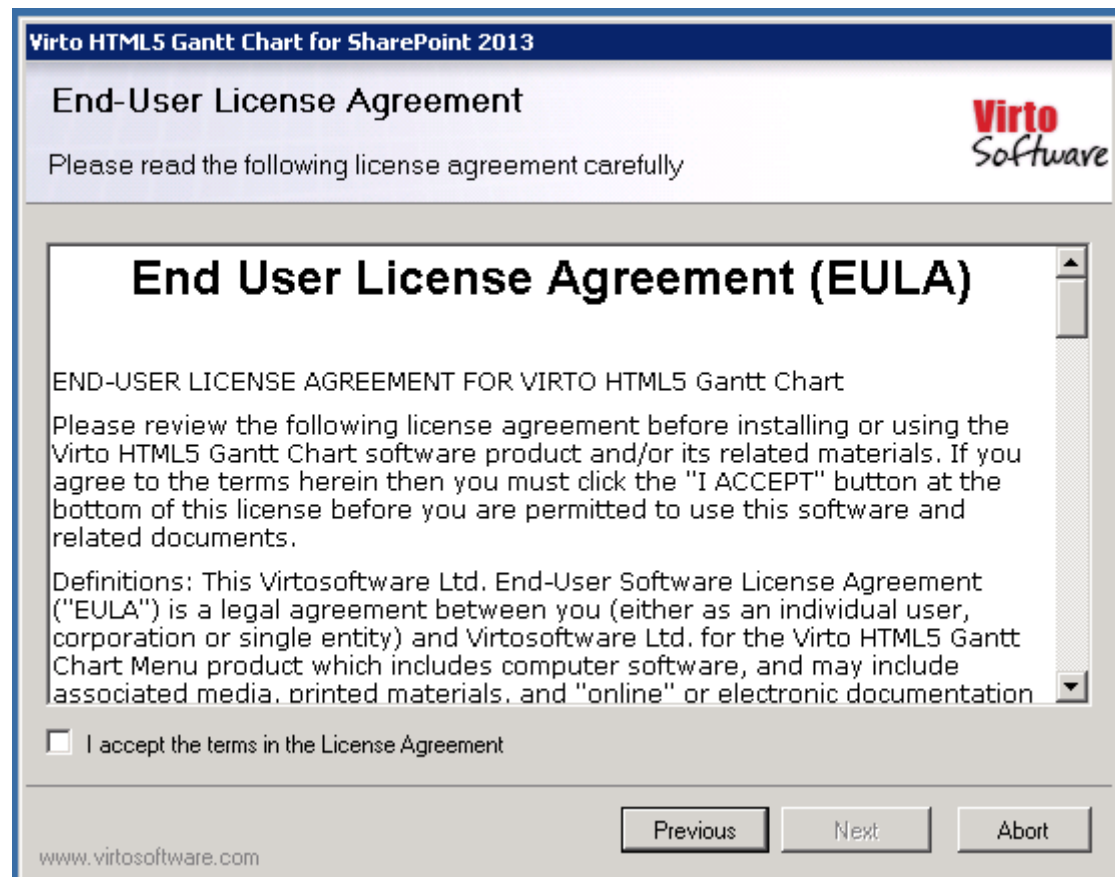 Virto HTML5 Gantt Chart for SharePoint 2013
End-User License Agreement
Please read the following license agreement carefully
Virto
Software
End User License Agreement (EULA)
END-USER LICENSE AGREEMENT FOR VIRTO HTML5 Gantt Chart
Please review the following license agreement before installing or using the
Virto HTML5 Gantt Chart software product and/or its related materials. If you
agree to the terms herein then you must click the "I ACCEPT" button at the
bottom of this license before you are permitted to use this software and
related documents.
Definitions: This Virtosoftware Ltd. End-User Software License Agreement
("EULA") is a legal agreement between you (either as an individual user,
corporation or single entity) and Virtosoftware Ltd. for the Virto HTML5 Gantt
Chart Menu product which includes computer software, and may include
associated media, printed materials, and "online" or electronic documentation
I accept the terms in the License Agreement
Previous
Next
Abort
www.virtosoftware.com